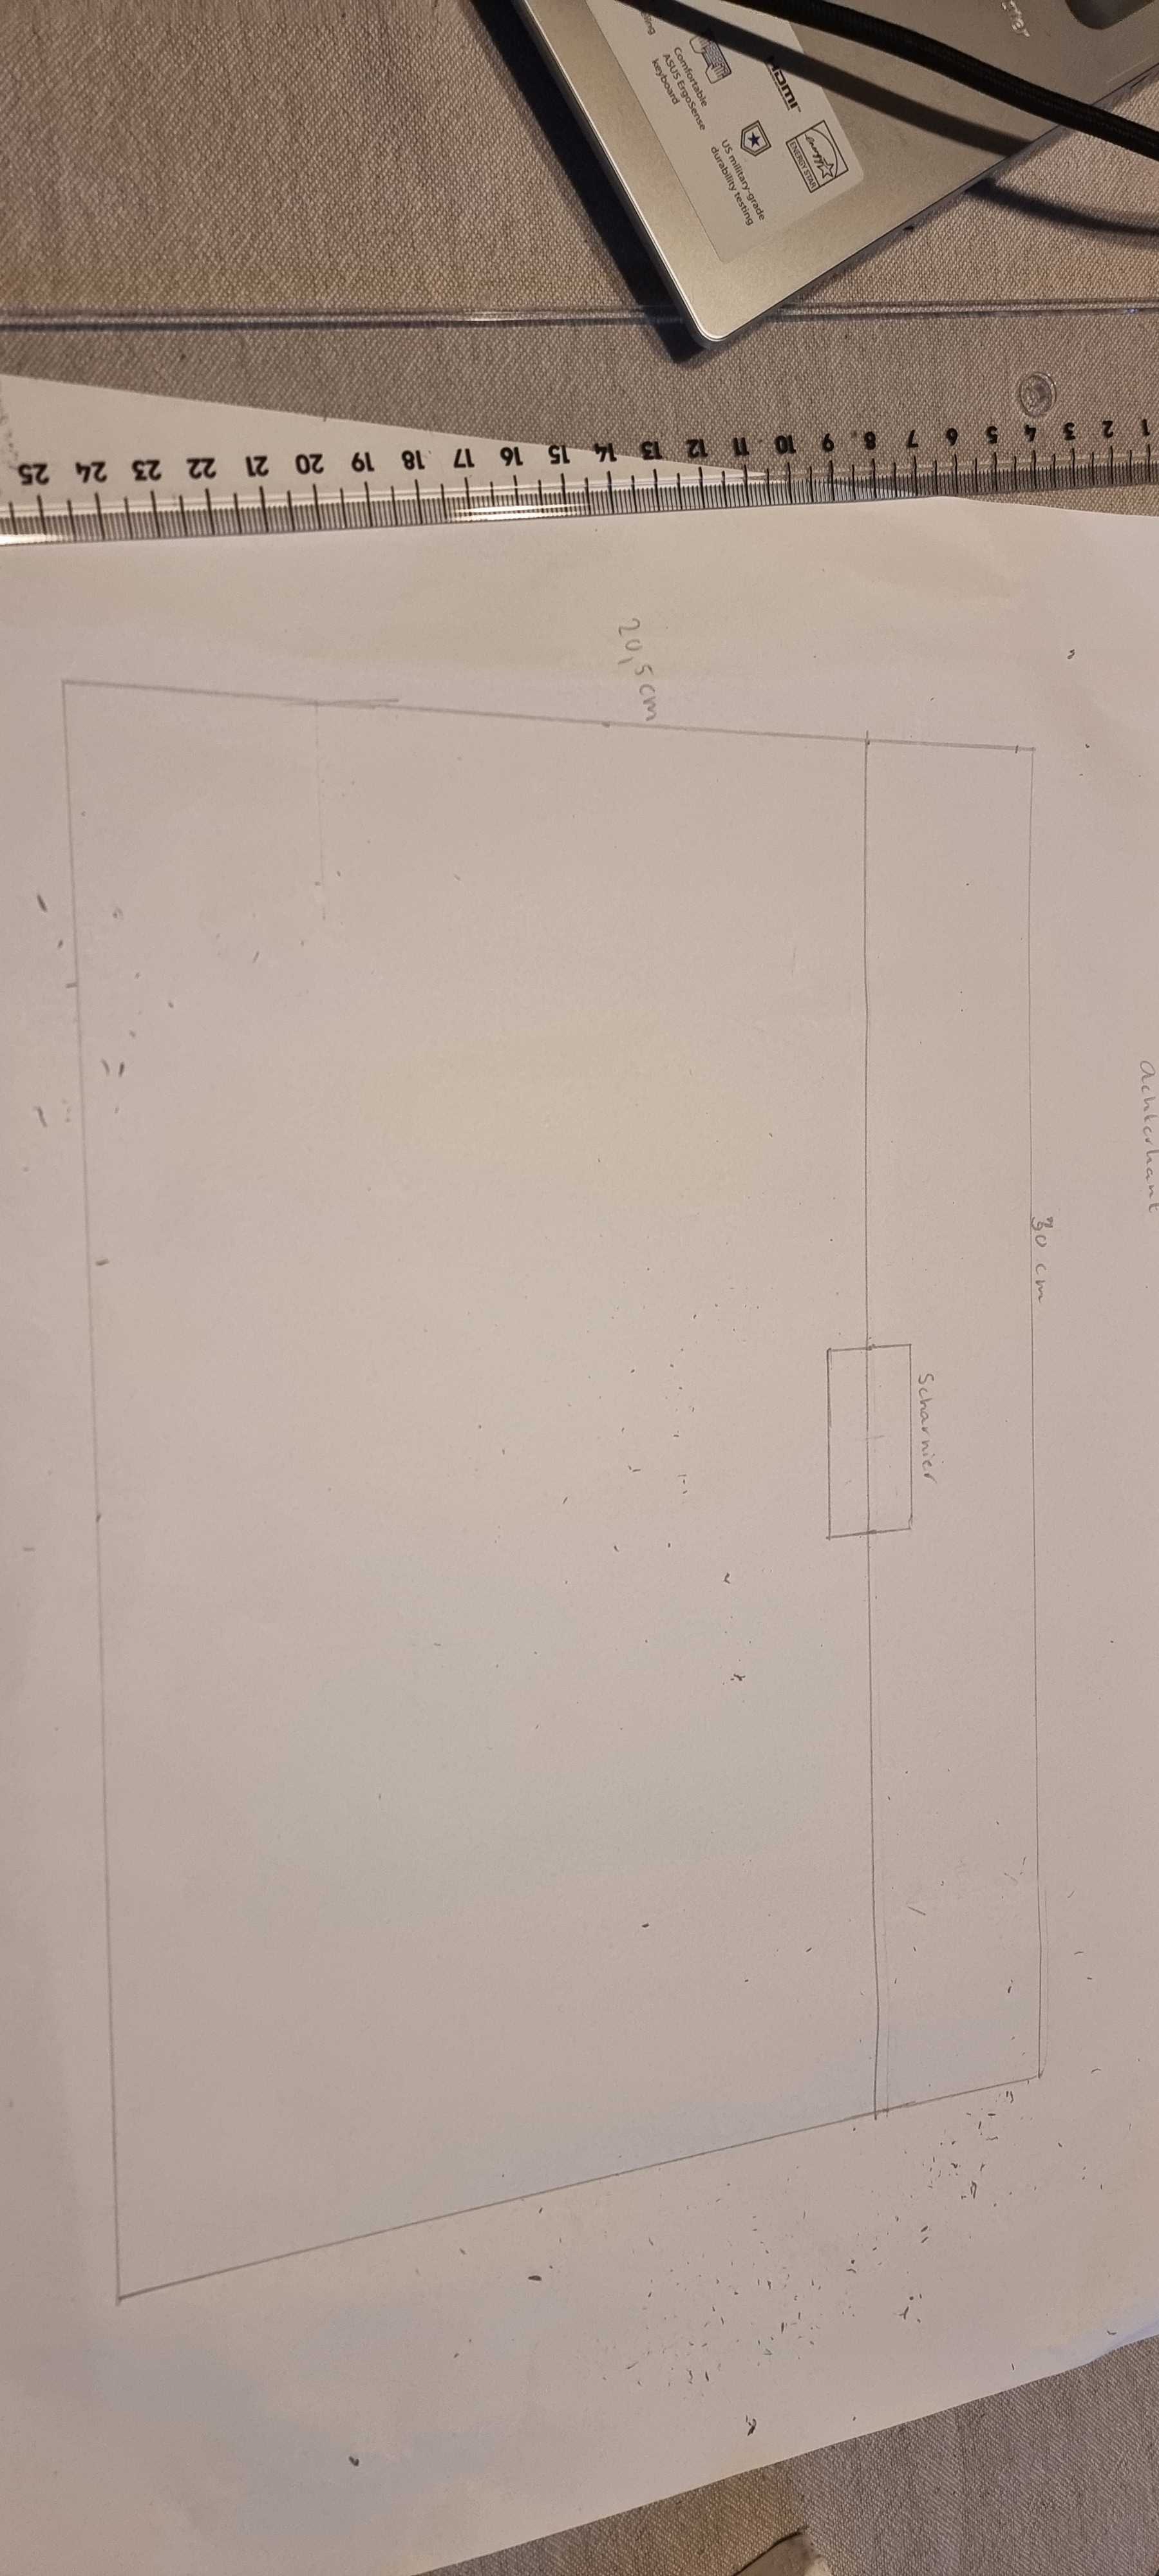 Achterkant
30 cm
Scharnier
20,5 cm
1
2
3
4
5
6
7
8
9
10
11
12
13
14
15
16
17
18
19
20
21
22
23
24
25
HDMI
ENERGY STAR
Comfortable
ASUS ErgoSense
keyboard
US military-grade
durability testing